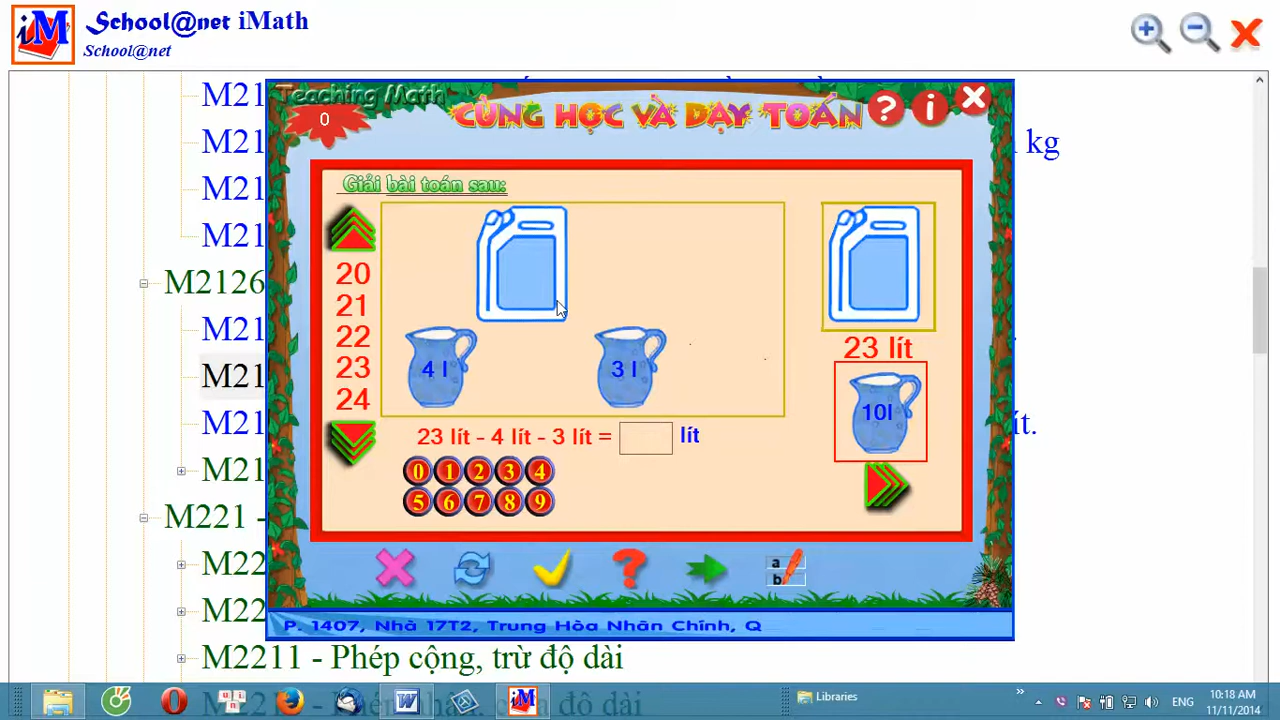 School@net iMath
School@net
M21
M21 kg
M21
M21
M2126
M21
M21
M21 ít.
M21
M221 -
M22
M22
M2211 - Phép cộng, trừ độ dài
Teaching Math
0
CÙNG HỌC VÀ DẠY TOÁN
? i X
Giải bài toán sau:
20
21
22
23
24
4 l
3 l
23 lít
10l
23 lít - 4 lít - 3 lít = lít
0 1 2 3 4
5 6 7 8 9
a
b
P. 1407, Nhà 17T2, Trung Hòa Nhân Chính, Q
Libraries
ENG
10:18 AM
11/11/2014